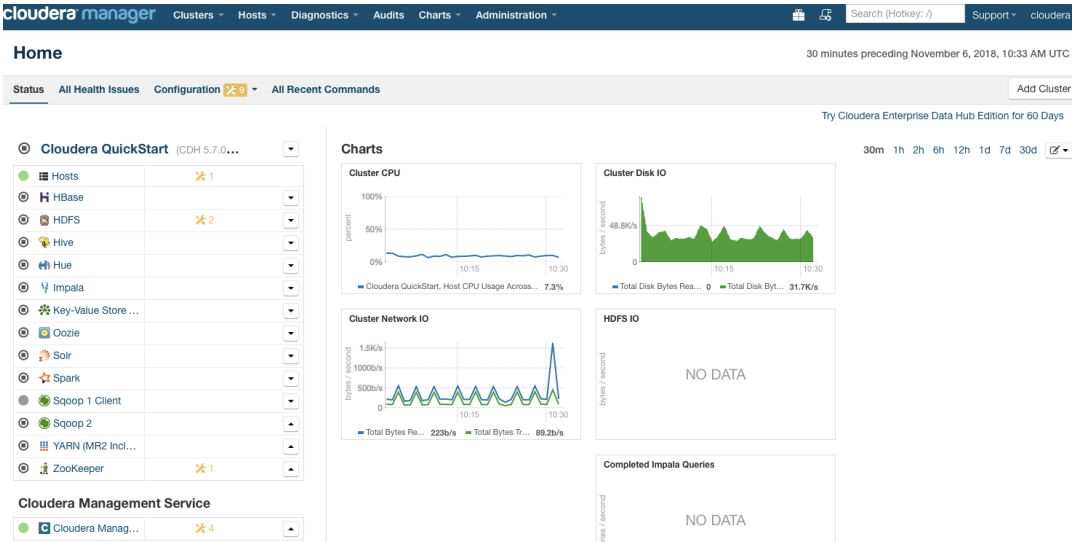 cloudera manager Clusters Hosts Diagnostics Audits Charts Administration Search (Hotkey: /) Support cloudera
Home 30 minutes preceding November 6, 2018, 10:33 AM UTC
Status All Health Issues Configuration 9 All Recent Commands Add Cluster
Try Cloudera Enterprise Data Hub Edition for 60 Days
Cloudera QuickStart (CDH 5.7.0...
Hosts 1
HBase
HDFS 2
Hive
Hue
Impala
Key-Value Store ...
Oozie
Solr
Spark
Sqoop 1 Client
Sqoop 2
YARN (MR2 Incl...
ZooKeeper 1
Cloudera Management Service
Cloudera Manag... 4
Charts 30m 1h 2h 6h 12h 1d 7d 30d
Cluster CPU
percent
100%
50%
0%
10:15 10:30
Cloudera QuickStart, Host CPU Usage Across... 7.3%
Cluster Disk IO
bytes / second
48.8K/s
0
10:15 10:30
Total Disk Bytes Rea... 0 Total Disk Byt... 31.7K/s
Cluster Network IO
bytes / second
1.5K/s
1000b/s
500b/s
0
10:15 10:30
Total Bytes Re... 223b/s Total Bytes Tr... 89.2b/s
HDFS IO
bytes / second
NO DATA
Completed Impala Queries
NO DATA